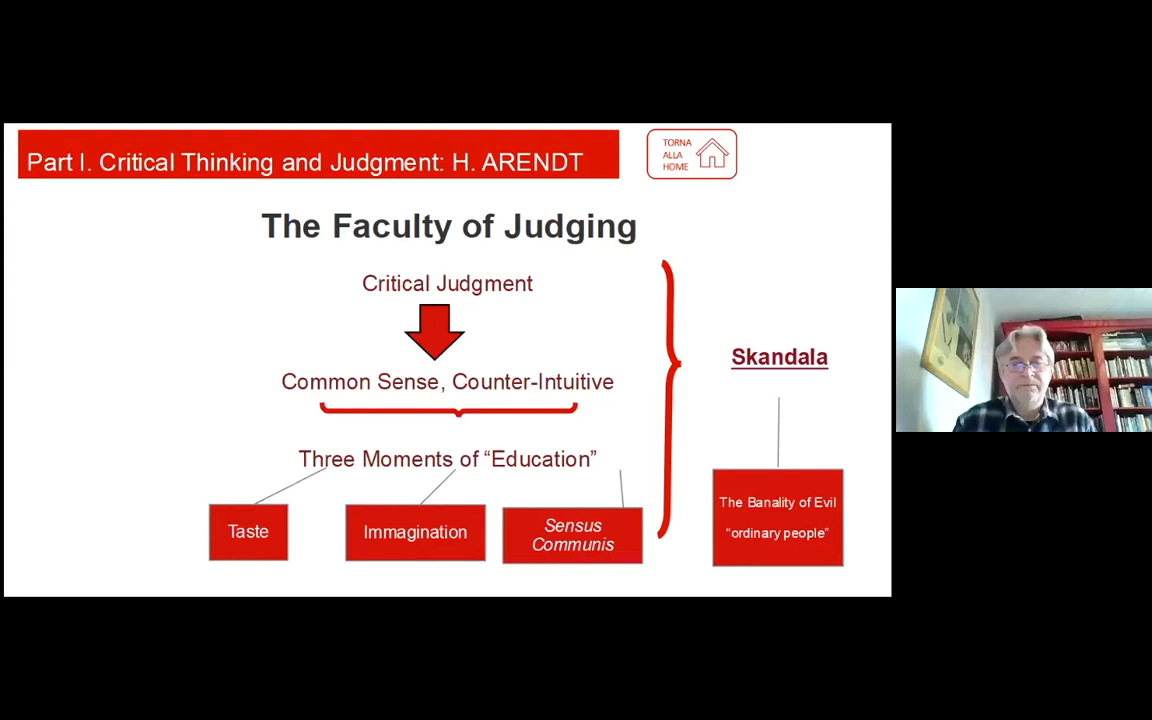 Part I. Critical Thinking and Judgment: H. ARENDT
TORNA
ALLA
HOME
The Faculty of Judging
Critical Judgment
Common Sense, Counter-Intuitive
Three Moments of “Education”
Taste
Immagination
Sensus
Communis
Skandala
The Banality of Evil
“ordinary people”